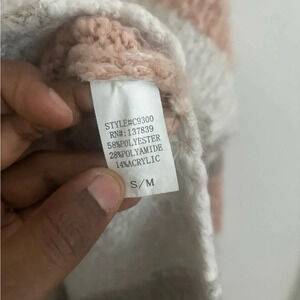 STYLE#C9300
RN#:137839
58%POLYESTER
28%POLYAMIDE
14%ACRYLIC
S/M